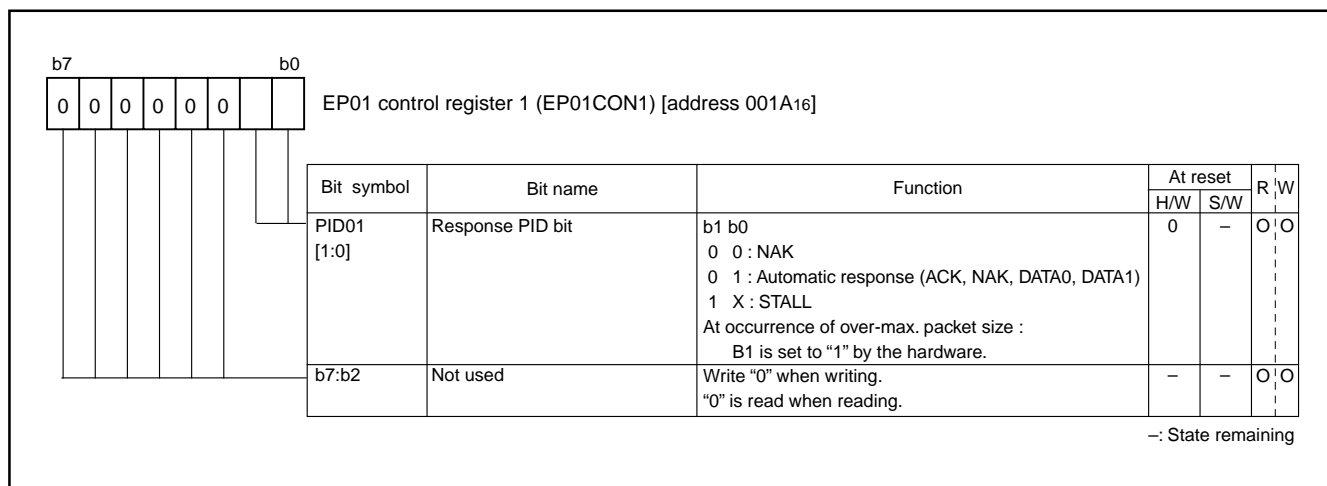 b7 b0
0 0 0 0 0 0
EP01 control register 1 (EP01CON1) [address 001A16]
Bit symbol Bit name Function At reset R W
H/W S/W
PID01 Response PID bit b1 b0 0 – O O
[1:0] 0 0 : NAK
0 1 : Automatic response (ACK, NAK, DATA0, DATA1)
1 X : STALL
At occurrence of over-max. packet size :
B1 is set to “1” by the hardware.
b7:b2 Not used Write “0” when writing. – – O O
“0” is read when reading.
–: State remaining